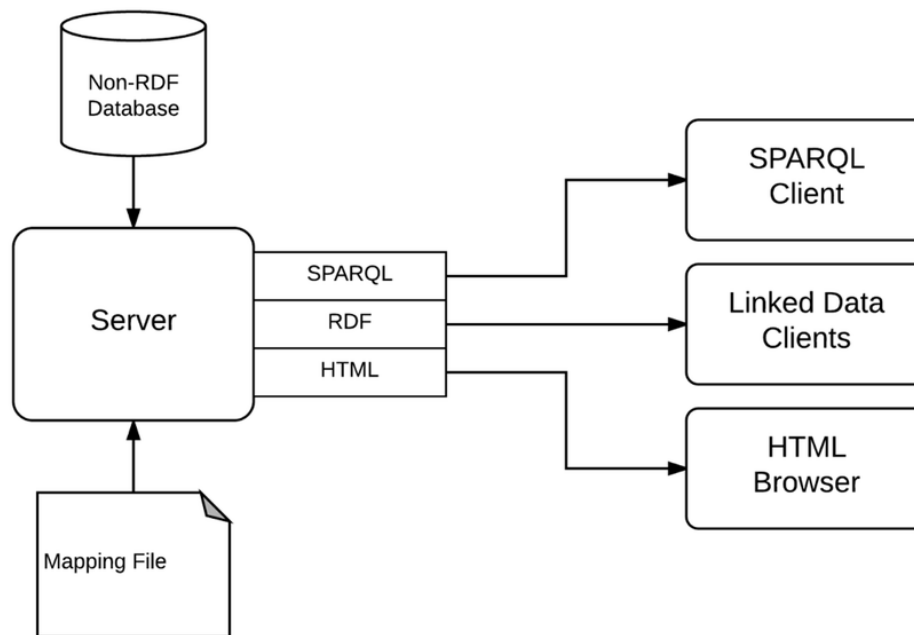 Non-RDF
Database
Server
SPARQL
RDF
HTML
SPARQL
Client
Linked Data
Clients
HTML
Browser
Mapping File